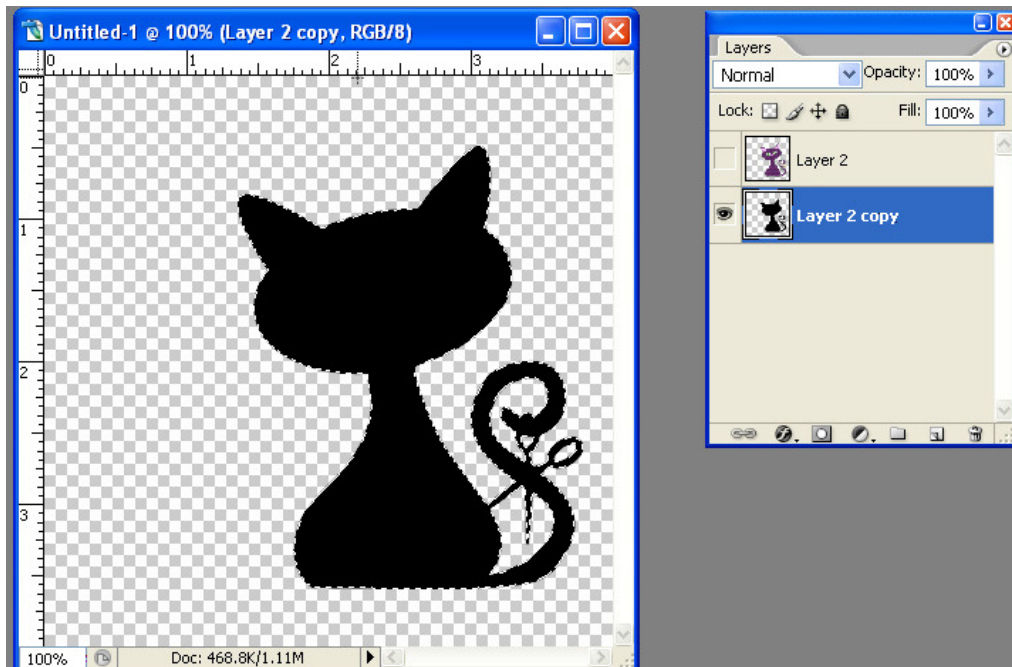 Untitled-1 @ 100% (Layer 2 copy, RGB/8)
0 1 2 3
0
1
2
3
100% Doc: 468.8K/1.11M
Layers
Normal Opacity: 100%
Lock: Fill: 100%
Layer 2
Layer 2 copy